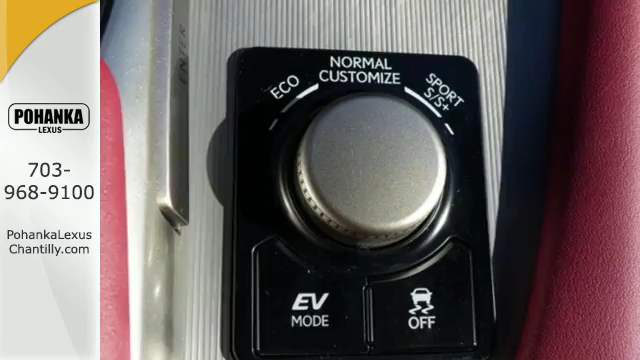 POHANKA
LEXUS
703-
968-9100
PohankaLexus
Chantilly.com
NORMAL
CUSTOMIZE
ECO
SPORT
S/S+
EV
MODE
OFF